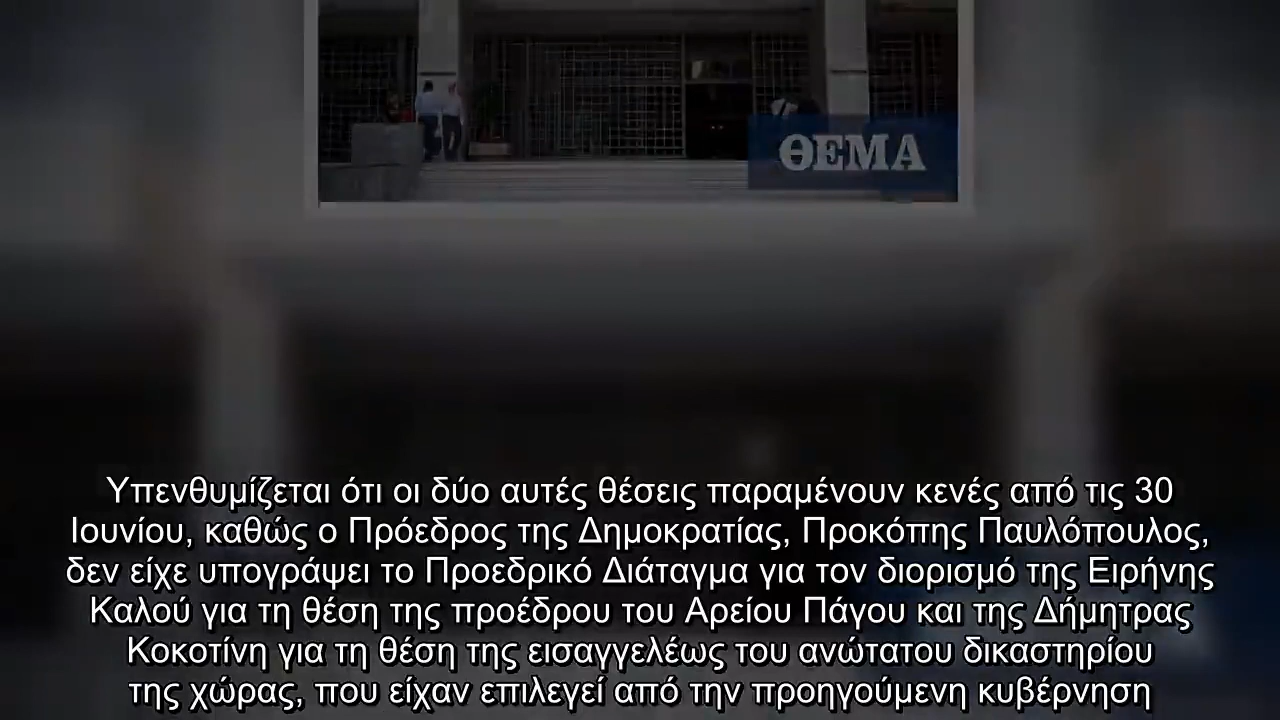 ΘΕΜΑ
Υπενθυμίζεται ότι οι δύο αυτές θέσεις παραμένουν κενές από τις 30
Ιουνίου, καθώς ο Πρόεδρος της Δημοκρατίας, Προκόπης Παυλόπουλος,
δεν είχε υπογράψει το Προεδρικό Διάταγμα για τον διορισμό της Ειρήνης
Καλού για τη θέση της προέδρου του Αρείου Πάγου και της Δήμητρας
Κοκοτίνη για τη θέση της εισαγγελέως του ανώτατου δικαστηρίου
της χώρας, που είχαν επιλεγεί από την προηγούμενη κυβέρνηση